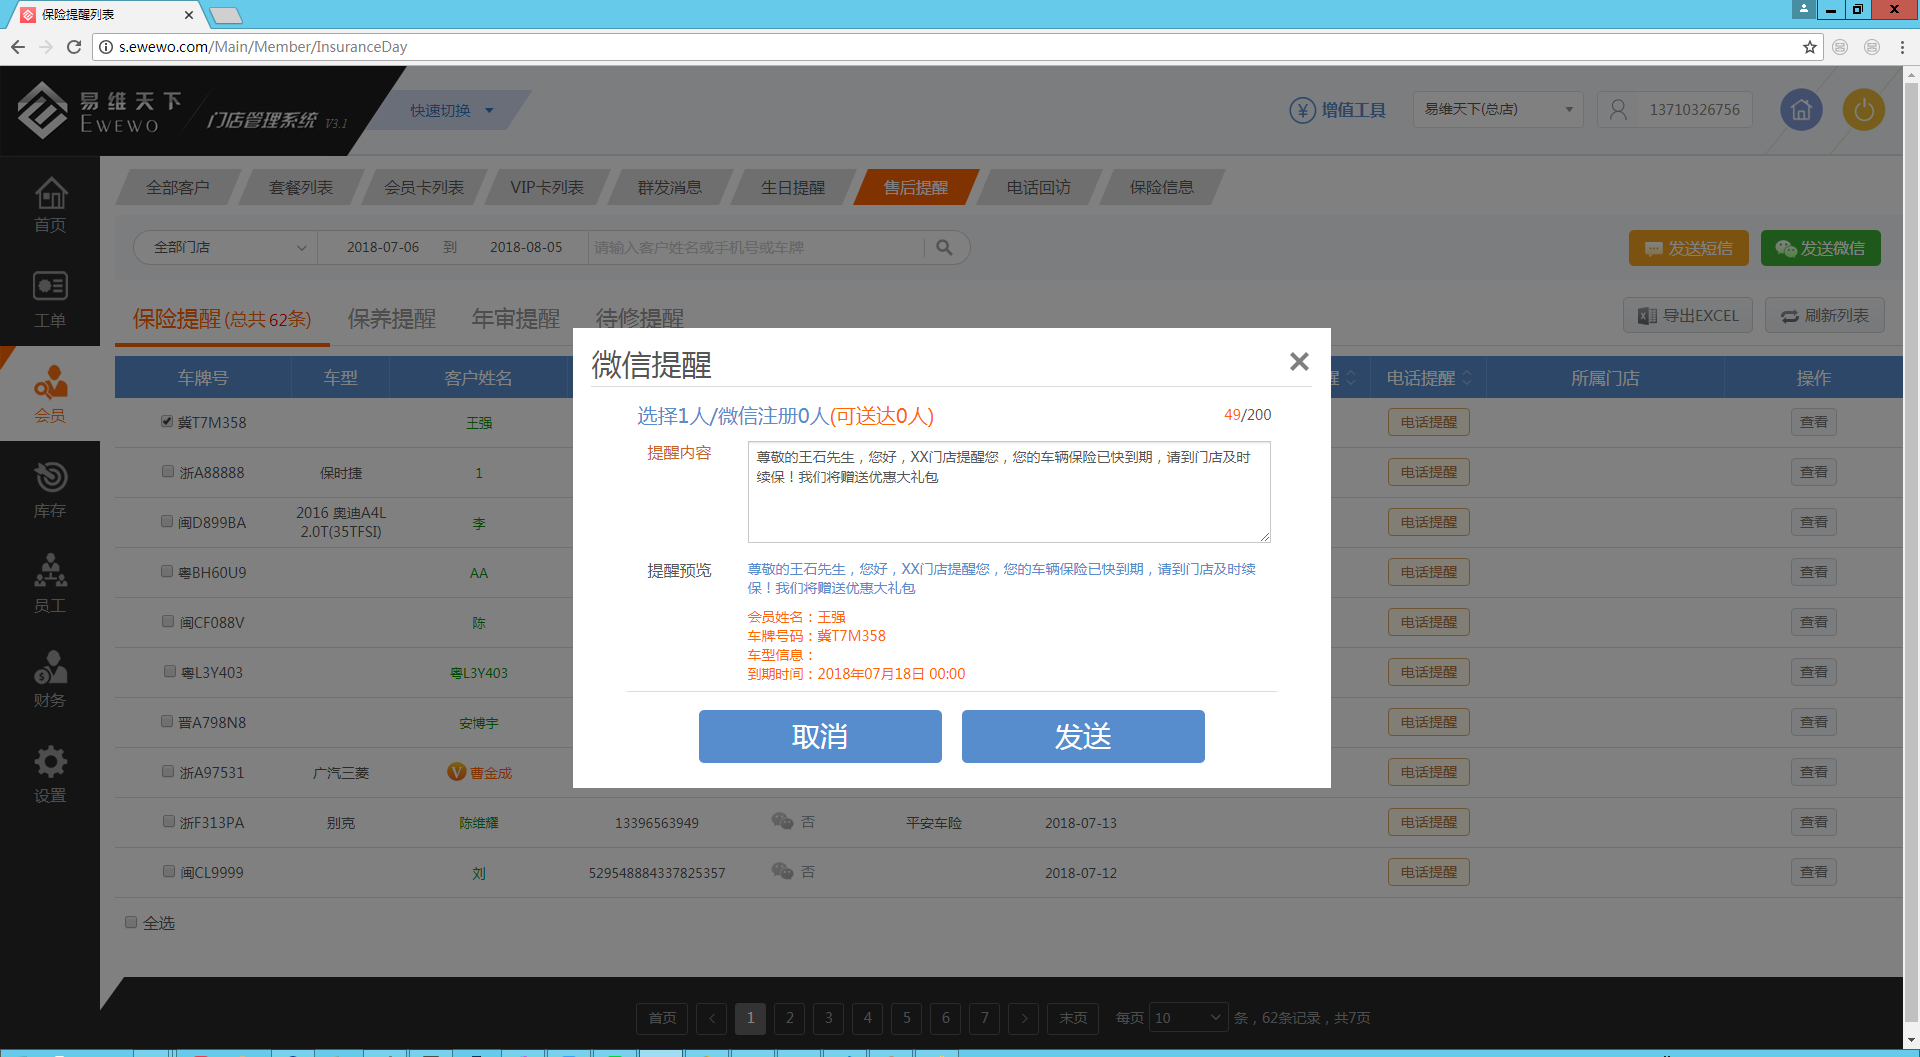 保险提醒列表
s.ewewo.com/Main/Member/InsuranceDay
易维天下
EWEWO
门店管理系统 V3.1
快速切换
增值工具
易维天下(总店)
13710326756
全部客户
套餐列表
会员卡列表
VIP卡列表
群发消息
生日提醒
售后提醒
电话回访
保险信息
首页
工单
会员
库存
员工
财务
设置
全部门店
2018-07-06 到 2018-08-05
请输入客户姓名或手机号或车牌
发送短信
发送微信
保险提醒 (总共62条)
保养提醒
年审提醒
待修提醒
导出EXCEL
刷新列表
车牌号 车型 客户姓名 醒 电话提醒 所属门店 操作
冀T7M358 王强 电话提醒 查看
浙A88888 保时捷 1 电话提醒 查看
闽D899BA 2016 奥迪A4L 2.0T(35TFSI) 李 电话提醒 查看
粤BH60U9 AA 电话提醒 查看
闽CF088V 陈 电话提醒 查看
粤L3Y403 粤L3Y403 电话提醒 查看
晋A798N8 安博宇 电话提醒 查看
浙A97531 广汽三菱 V 曹金成 电话提醒 查看
浙F313PA 别克 陈维耀 13396563949 否 平安车险 2018-07-13 电话提醒 查看
闽CL9999 刘 529548884337825357 否 2018-07-12 电话提醒 查看
全选
微信提醒
选择1人/微信注册0人(可送达0人)
49/200
提醒内容
尊敬的王石先生，您好，XX门店提醒您，您的车辆保险已快到期，请到门店及时
续保！我们将赠送优惠大礼包
提醒预览
尊敬的王石先生，您好，XX门店提醒您，您的车辆保险已快到期，请到门店及时续
保！我们将赠送优惠大礼包
会员姓名：王强
车牌号码：冀T7M358
车型信息：
到期时间：2018年07月18日 00:00
取消
发送
首页 < 1 2 3 4 5 6 7 > 末页 每页 10 条，62条记录，共7页